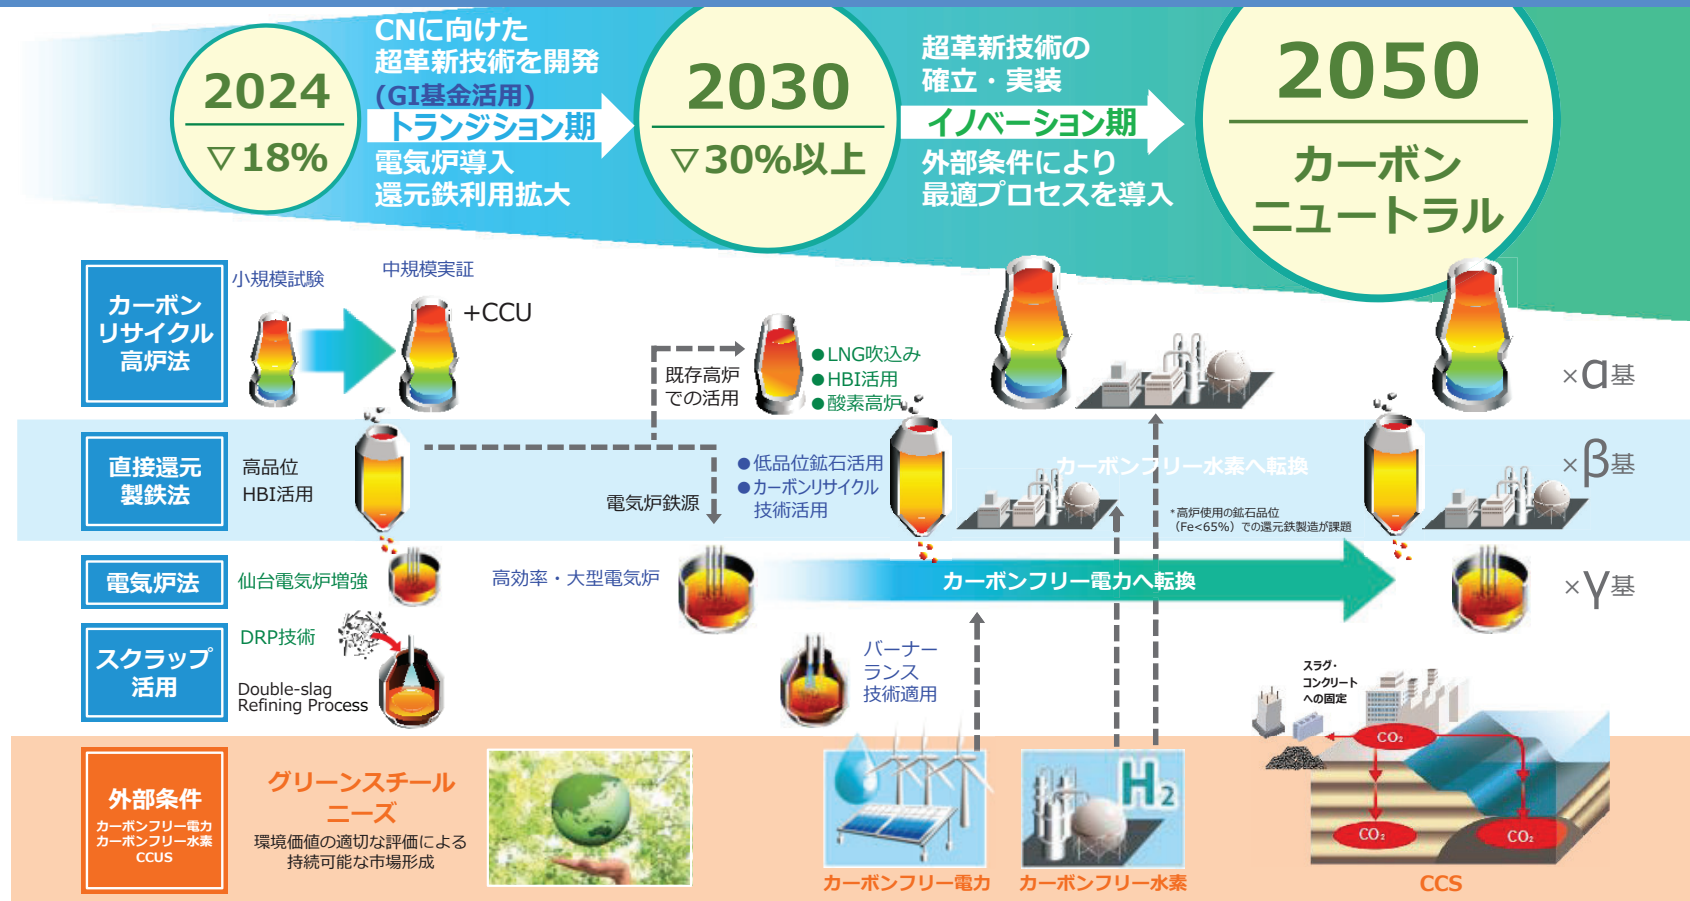 2024
▽18%
CNに向けた
超革新技術を開発
(GI基金活用)
トランジション期
電気炉導入
還元鉄利用拡大
2030
▽30%以上
超革新技術の
確立・実装
イノベーション期
外部条件により
最適プロセスを導入
2050
カーボン
ニュートラル
カーボン
リサイクル
高炉法
小規模試験
中規模実証
+CCU
既存高炉
での活用
●LNG吹込み
●HBI活用
●酸素高炉
×α基
直接還元
製鉄法
高品位
HBI活用
電気炉鉄源
●低品位鉱石活用
●カーボンリサイクル
技術活用
カーボンフリー水素へ転換
*高炉使用の鉱石品位
（Fe<65%）での還元鉄製造が課題
×β基
電気炉法
仙台電気炉増強
高効率・大型電気炉
カーボンフリー電力へ転換
×γ基
スクラップ
活用
DRP技術
Double-slag
Refining Process
バーナー
ランス
技術適用
スラグ・
コンクリート
への固定
CO₂
CO₂
CO₂
外部条件
カーボンフリー電力
カーボンフリー水素
CCUS
グリーンスチール
ニーズ
環境価値の適切な評価による
持続可能な市場形成
H₂
カーボンフリー電力
カーボンフリー水素
CCS